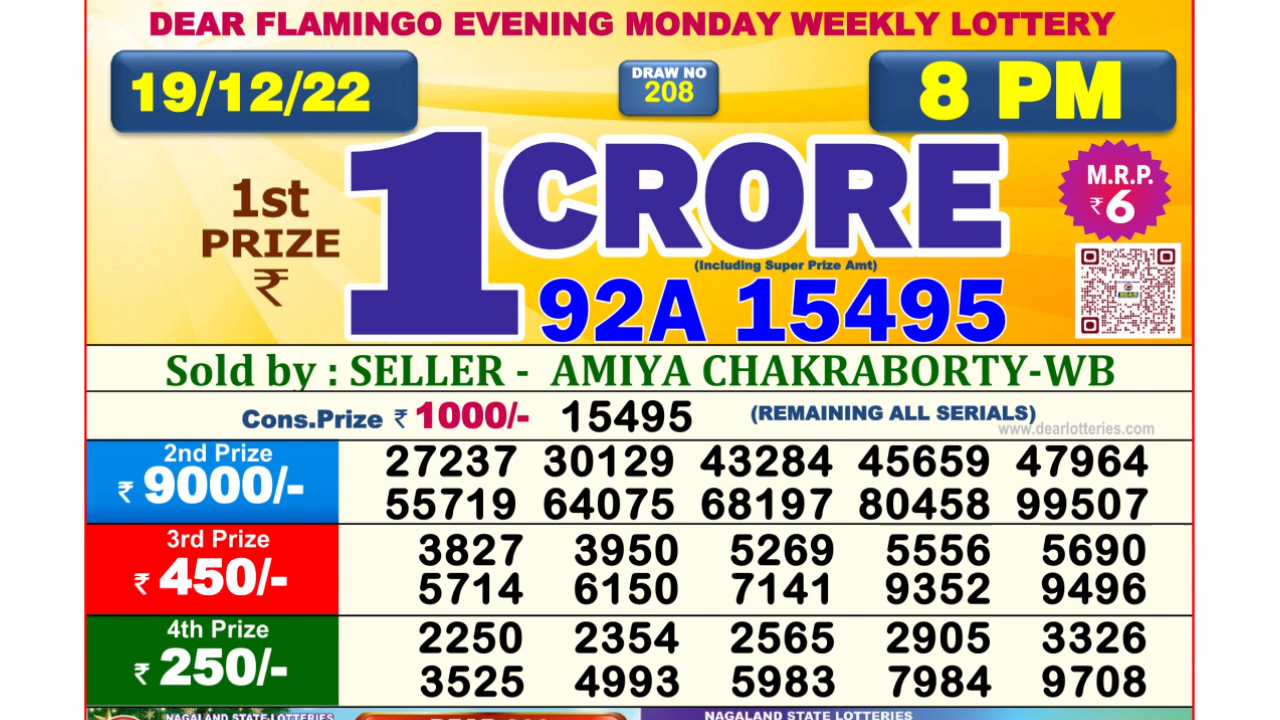 DEAR FLAMINGO EVENING MONDAY WEEKLY LOTTERY
19/12/22
DRAW NO
208
8 PM
1st
PRIZE
₹
1 CRORE
(Including Super Prize Amt)
92A 15495
M.R.P.
₹6
Sold by : SELLER - AMIYA CHAKRABORTY-WB
Cons.Prize ₹ 1000/- 15495 (REMAINING ALL SERIALS)
www.dearlotteries.com
2nd Prize
₹ 9000/-
27237 30129 43284 45659 47964
55719 64075 68197 80458 99507
3rd Prize
₹ 450/-
3827 3950 5269 5556 5690
5714 6150 7141 9352 9496
4th Prize
₹ 250/-
2250 2354 2565 2905 3326
3525 4993 5983 7984 9708
NAGALAND STATE LOTTERIES
NAGALAND STATE LOTTERIES